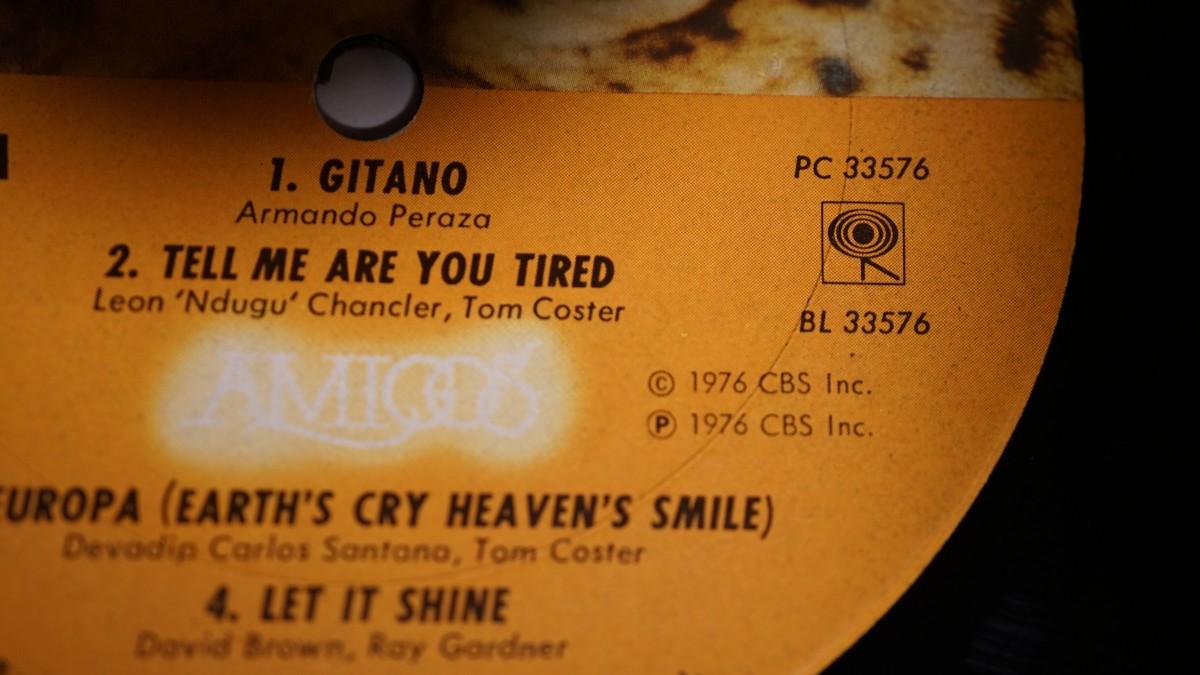 1. GITANO
Armando Peraza
2. TELL ME ARE YOU TIRED
Leon 'Ndugu' Chancler, Tom Coster
AMIGOS
EUROPA (EARTH'S CRY HEAVEN'S SMILE)
Devadip Carlos Santana, Tom Coster
4. LET IT SHINE
David Brown, Ray Gardner
PC 33576
BL 33576
© 1976 CBS Inc.
℗ 1976 CBS Inc.